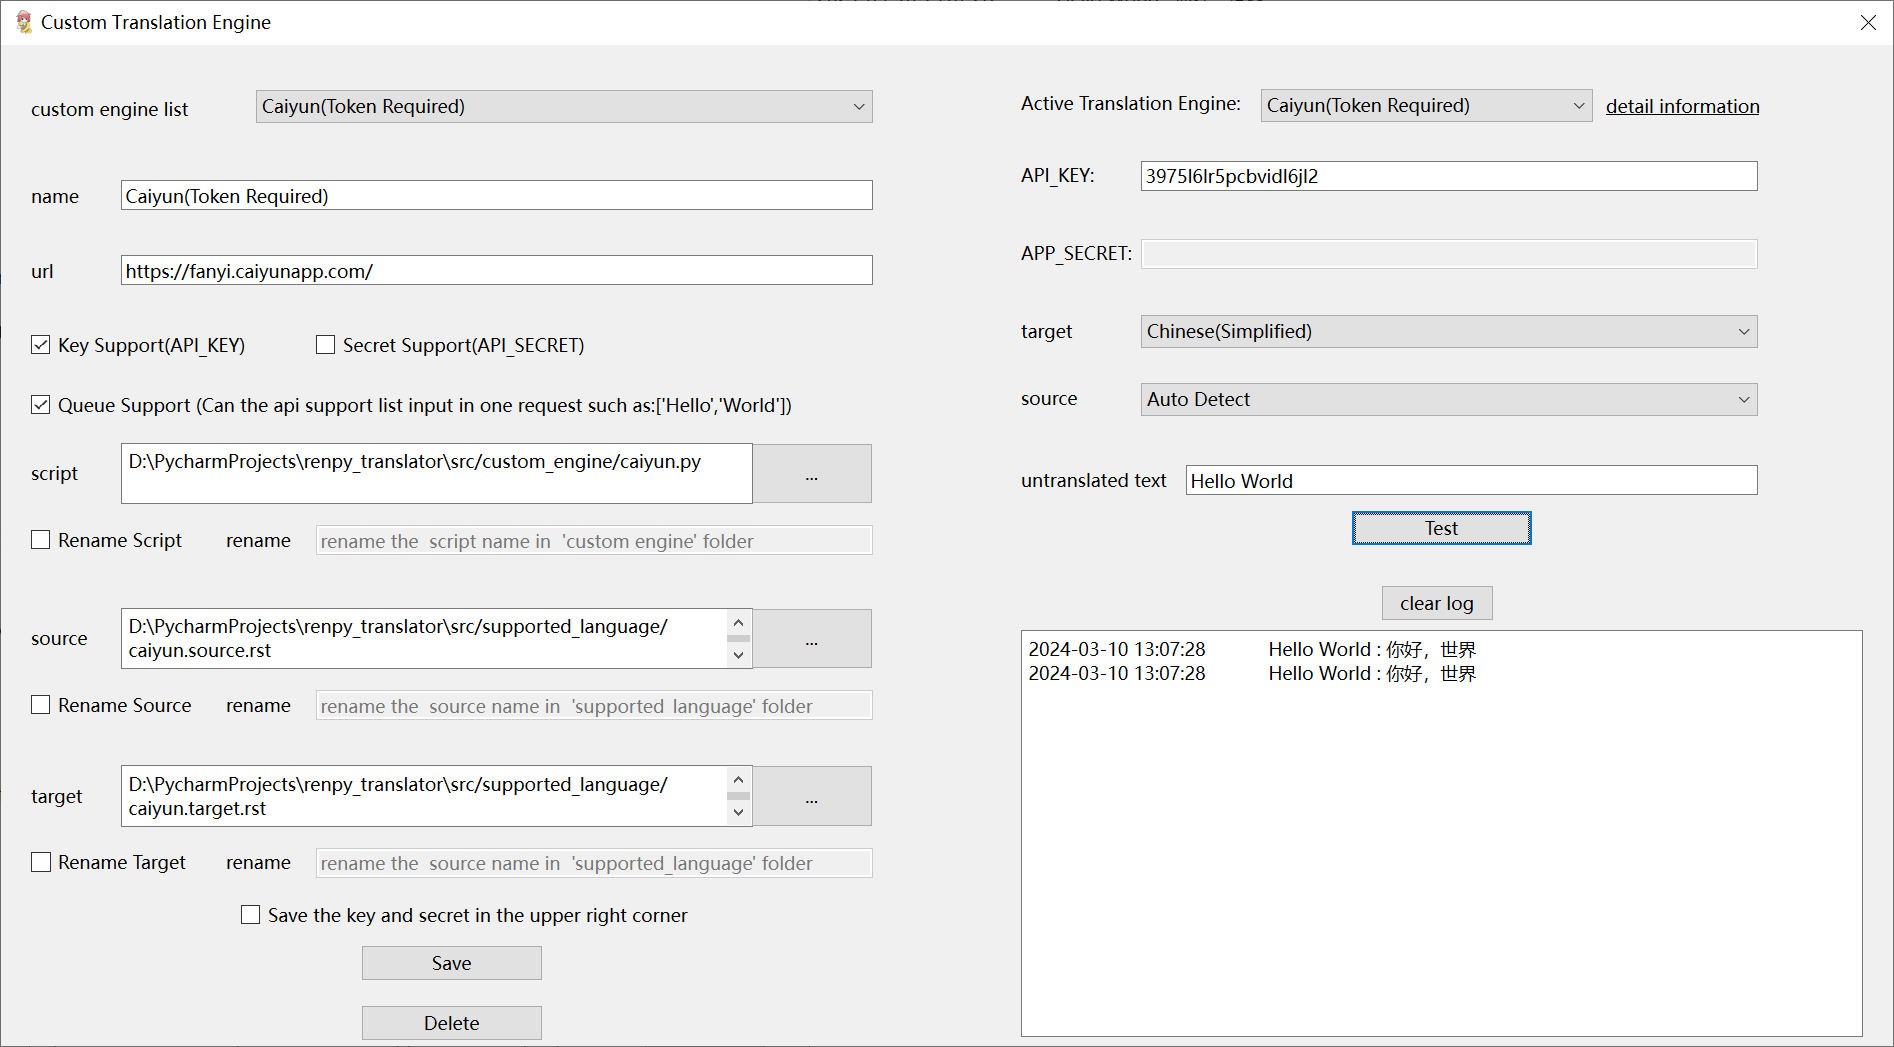 Custom Translation Engine
custom engine list
Caiyun(Token Required)
name
Caiyun(Token Required)
url
https://fanyi.caiyunapp.com/
Key Support(API_KEY)
Secret Support(API_SECRET)
Queue Support (Can the api support list input in one request such as:['Hello','World'])
script
D:\PycharmProjects\renpy_translator\src/custom_engine/caiyun.py
...
Rename Script
rename
rename the  script name in  'custom engine' folder
source
D:\PycharmProjects\renpy_translator\src/supported_language/
caiyun.source.rst
...
Rename Source
rename
rename the  source name in  'supported language' folder
target
D:\PycharmProjects\renpy_translator\src/supported_language/
caiyun.target.rst
...
Rename Target
rename
rename the  source name in  'supported_language' folder
Save the key and secret in the upper right corner
Save
Delete
Active Translation Engine:
Caiyun(Token Required)
detail information
API_KEY:
3975l6lr5pcbvidl6jl2
APP_SECRET:
target
Chinese(Simplified)
source
Auto Detect
untranslated text
Hello World
Test
clear log
2024-03-10 13:07:28 Hello World : 你好，世界
2024-03-10 13:07:28 Hello World : 你好，世界